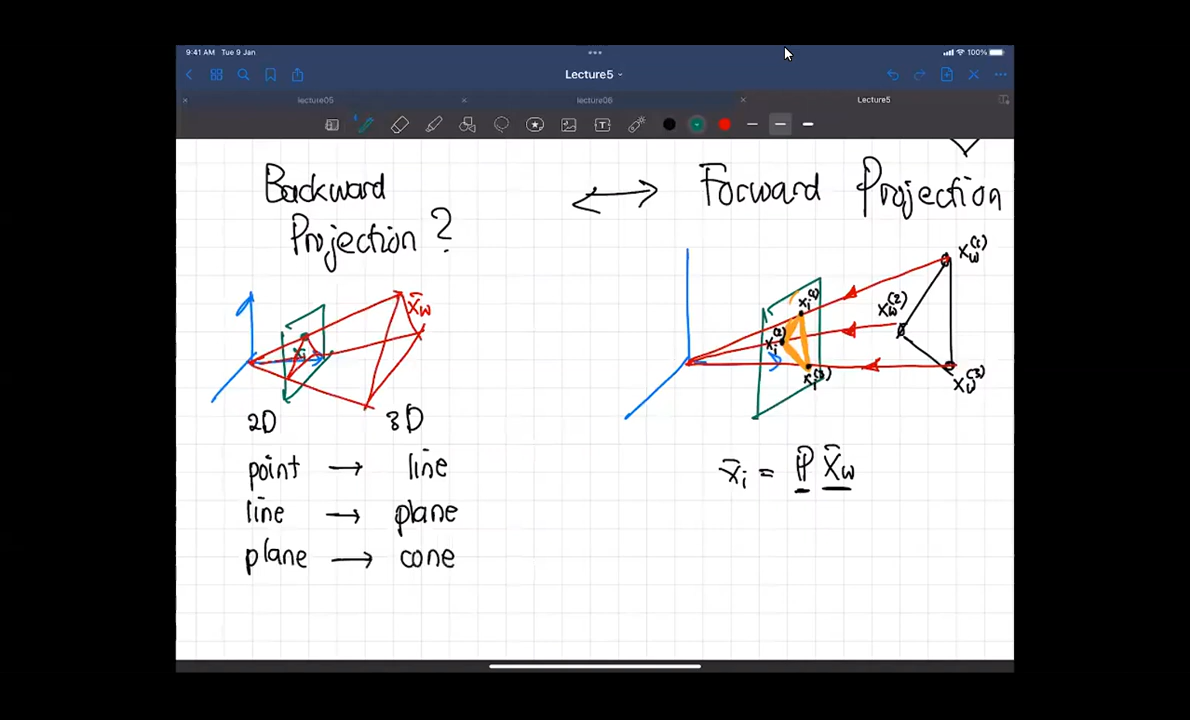 9:41 AM Tue 9 Jan
100%
Lecture5
lecture05
lecture06
Lecture5
Backward
Projection?
Forward Projection
x̄w
x̄i
2D
3D
point → line
line → plane
plane → cone
xw(1)
xw(2)
xw(3)
xi(1)
xi(2)
xi(3)
x̄i = P x̄w